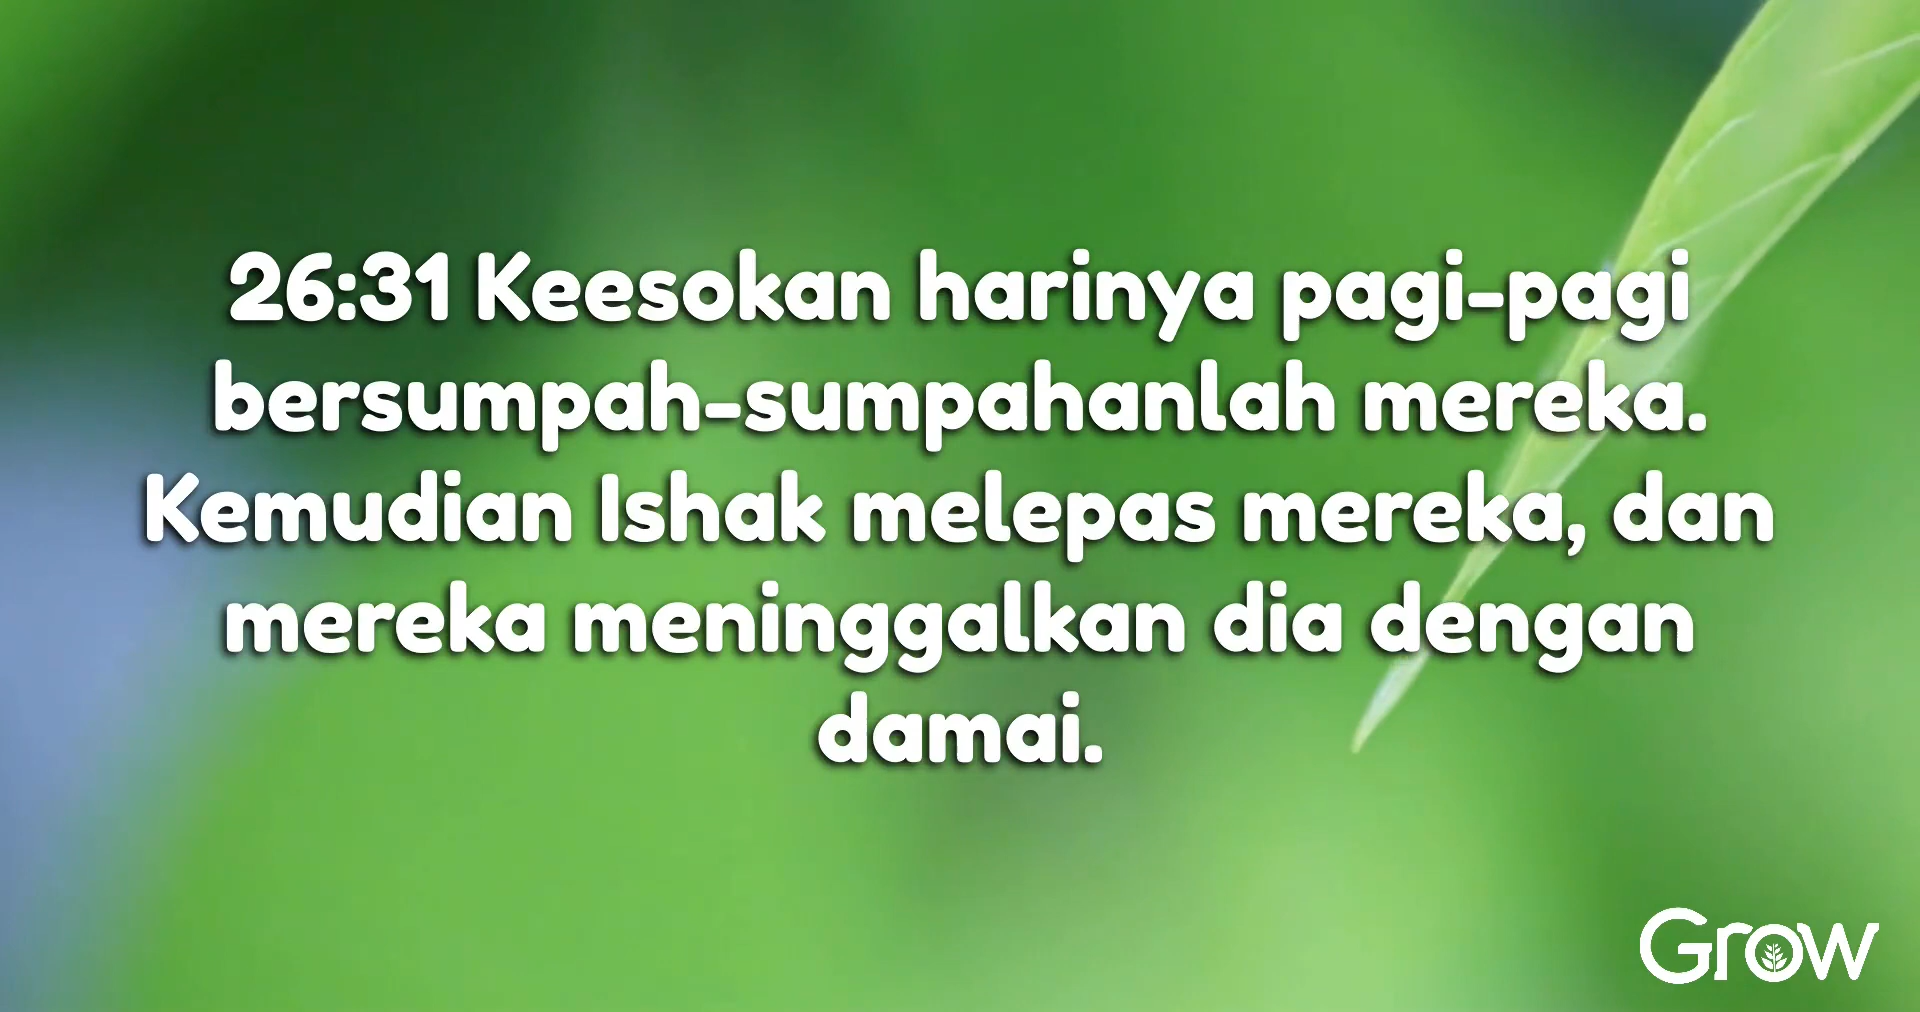 26:31 Keesokan harinya pagi-pagi
bersumpah-sumpahanlah mereka.
Kemudian Ishak melepas mereka, dan
mereka meninggalkan dia dengan
damai.
Grow